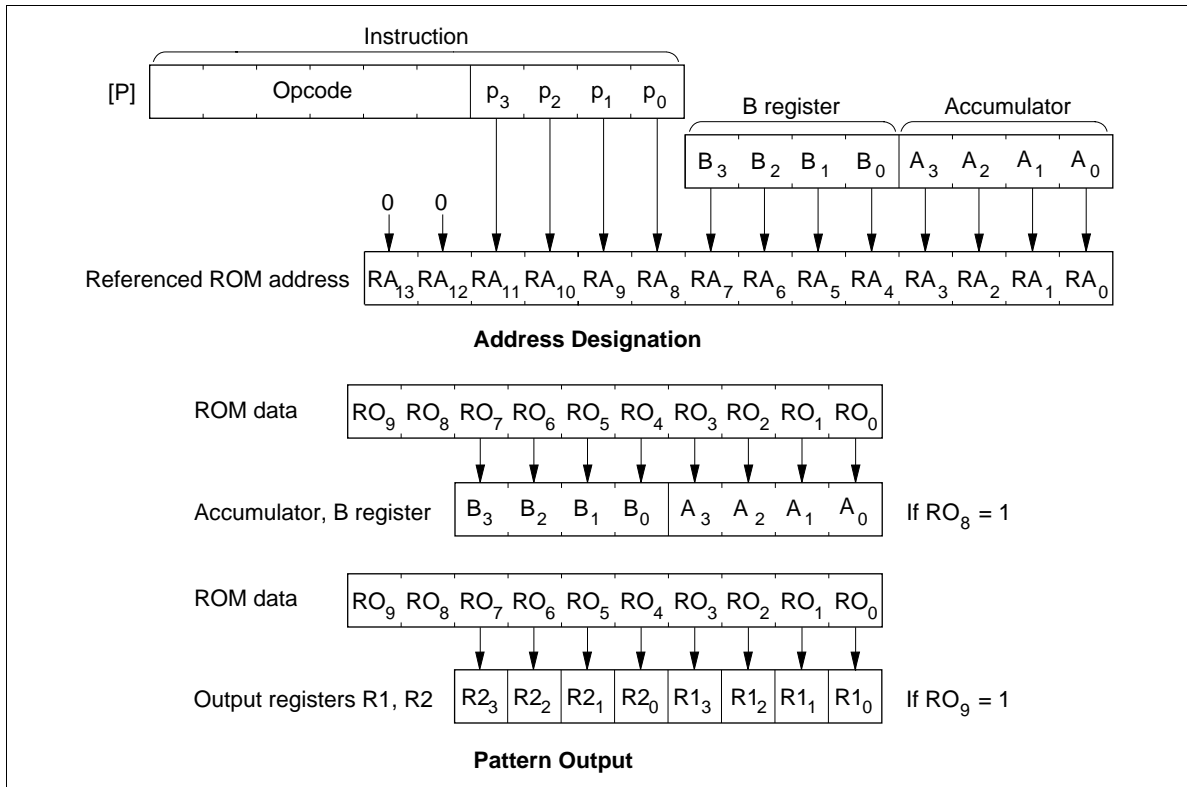 Instruction
[P] Opcode p3 p2 p1 p0
B register Accumulator
B3 B2 B1 B0 A3 A2 A1 A0
0 0
Referenced ROM address RA13 RA12 RA11 RA10 RA9 RA8 RA7 RA6 RA5 RA4 RA3 RA2 RA1 RA0
Address Designation
ROM data RO9 RO8 RO7 RO6 RO5 RO4 RO3 RO2 RO1 RO0
Accumulator, B register B3 B2 B1 B0 A3 A2 A1 A0 If RO8 = 1
ROM data RO9 RO8 RO7 RO6 RO5 RO4 RO3 RO2 RO1 RO0
Output registers R1, R2 R23 R22 R21 R20 R13 R12 R11 R10 If RO9 = 1
Pattern Output